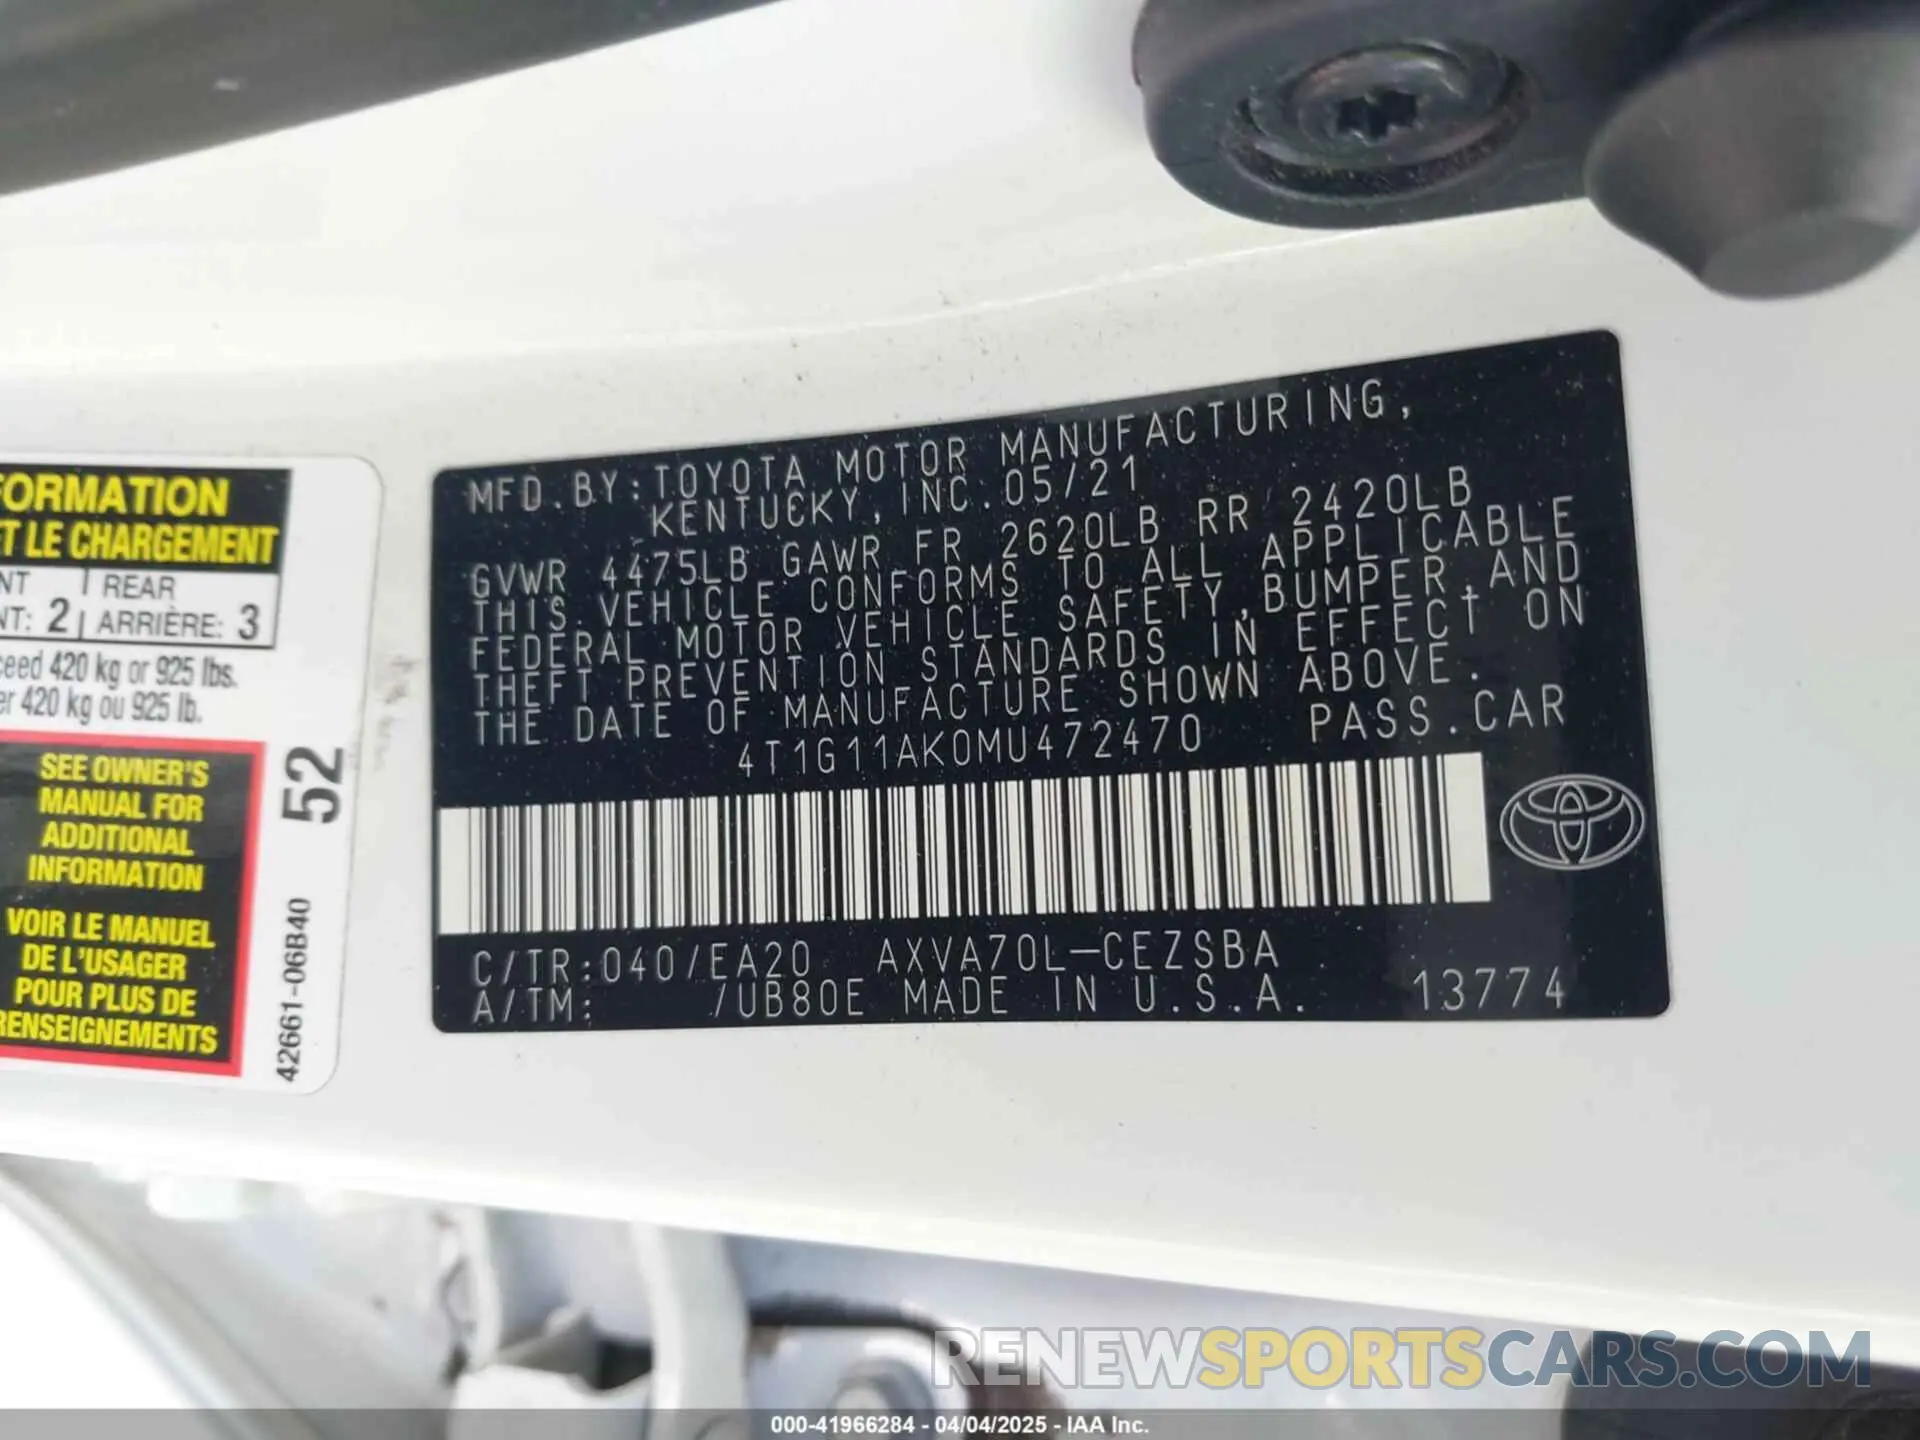 FORMATION
ET LE CHARGEMENT
NT | REAR
NT: 2 | ARRIÈRE: 3
ceed 420 kg or 925 lbs.
er 420 kg ou 925 lb.
SEE OWNER'S
MANUAL FOR
ADDITIONAL
INFORMATION
VOIR LE MANUEL
DE L'USAGER
POUR PLUS DE
RENSEIGNEMENTS
52
42661-06B40
MFD.BY:TOYOTA MOTOR MANUFACTURING,
KENTUCKY, INC.05/21
GVWR 4475LB GAWR FR 2620LB RR 2420LB
THIS VEHICLE CONFORMS TO ALL APPLICABLE
FEDERAL MOTOR VEHICLE SAFETY,BUMPER,AND
THEFT PREVENTION STANDARDS IN EFFECT ON
THE DATE OF MANUFACTURE SHOWN ABOVE.
4T1G11AK0MU472470 PASS.CAR
C/TR:040/EA20 AXVA70L-CEZSBA
A/TM: /UB80E MADE IN U.S.A. 13774
RENEWSPORTSCARS.COM
000-41966284 - 04/04/2025 - IAA Inc.